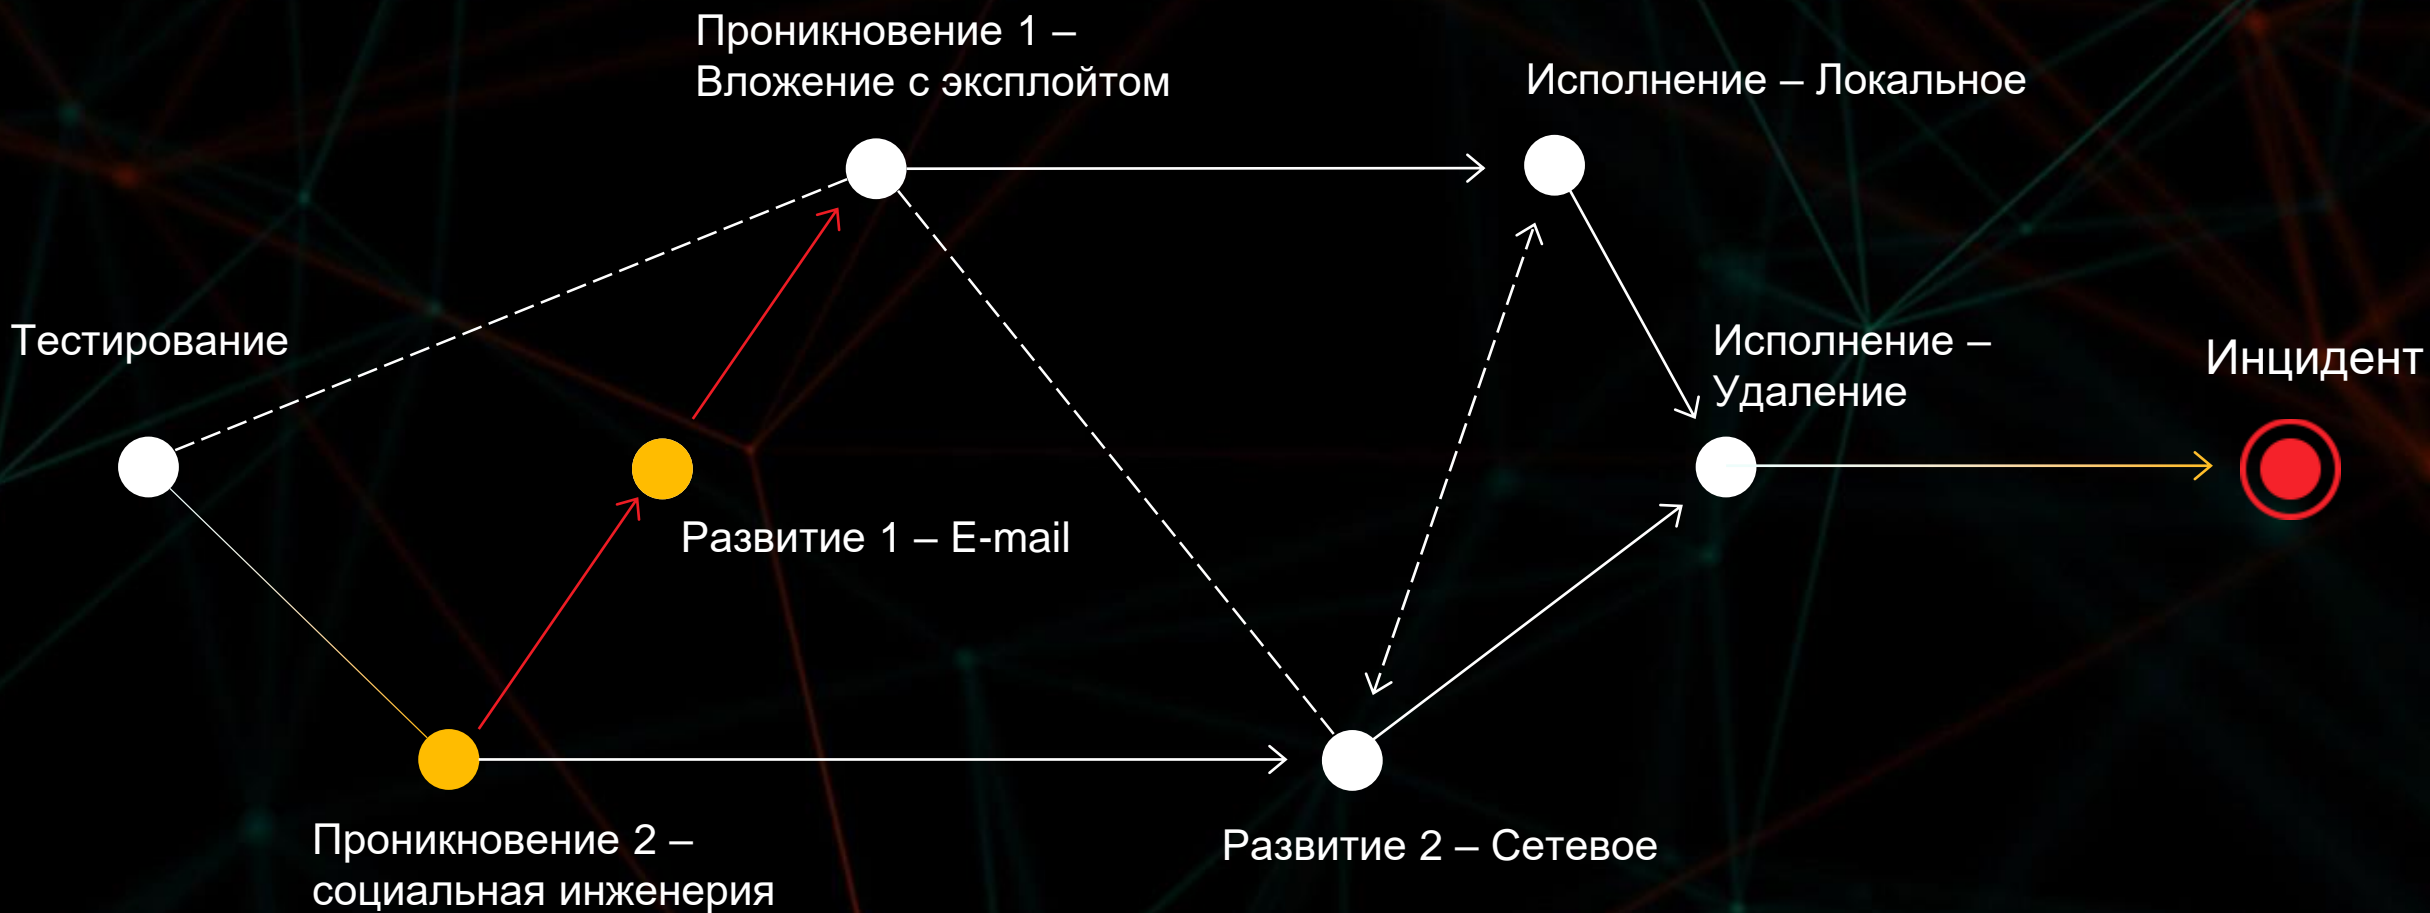 Проникновение 1 –
Вложение с эксплойтом
Исполнение – Локальное
Тестирование
Исполнение –
Удаление
Инцидент
Развитие 1 – E-mail
Проникновение 2 –
социальная инженерия
Развитие 2 – Сетевое